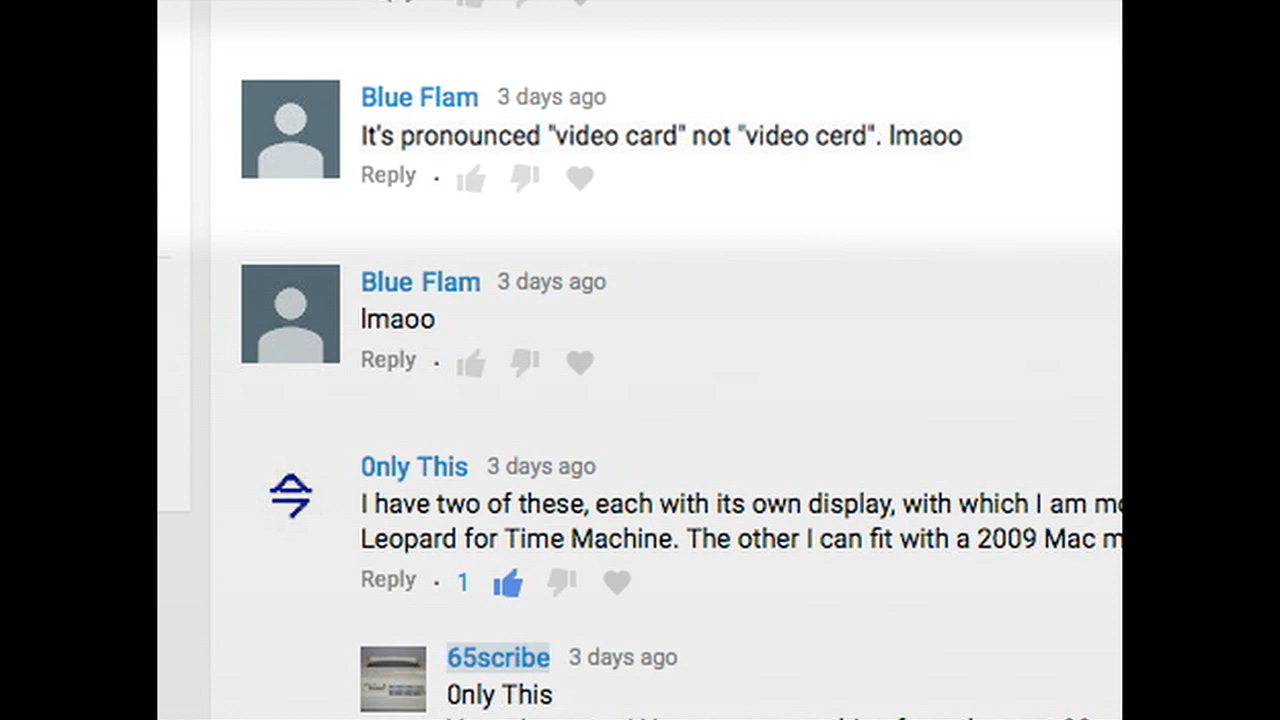 Blue Flam 3 days ago
It's pronounced "video card" not "video cerd". lmaoo
Reply ·
Blue Flam 3 days ago
lmaoo
Reply ·
0nly This 3 days ago
I have two of these, each with its own display, with which I am
Leopard for Time Machine. The other I can fit with a 2009 Mac
Reply · 1
65scribe 3 days ago
0nly This